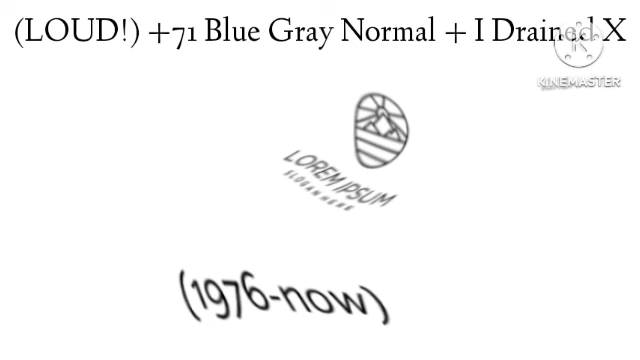 (LOUD!) +71 Blue Gray Normal + I Drained X
KINEMASTER
LOREM IPSUM
SLOGAN HERE
(1976-now)